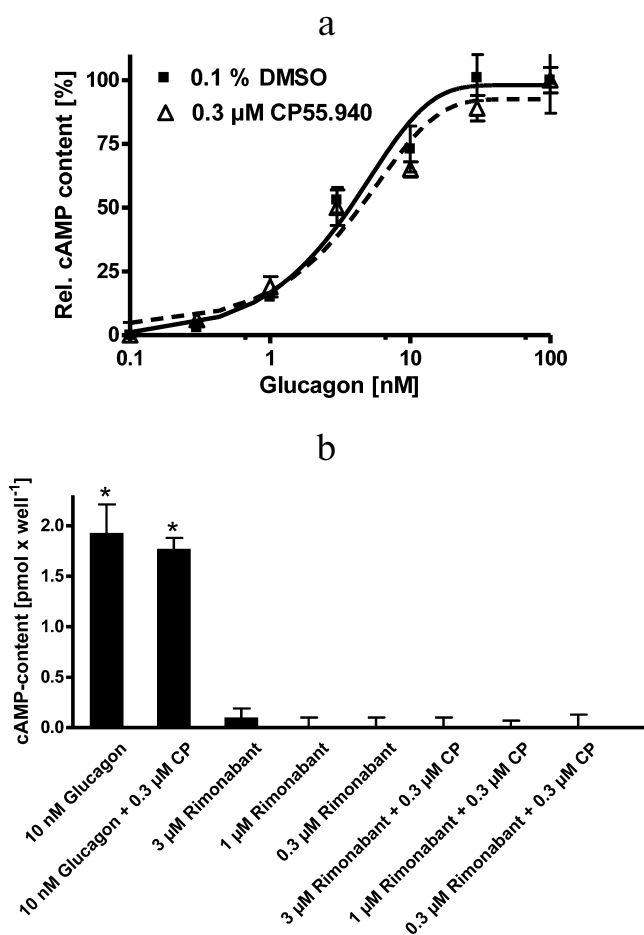 a
Rel. cAMP content [%]
100
75
50
25
0
0.1 % DMSO
0.3 µM CP55.940
0.1
1
10
100
Glucagon [nM]
b
cAMP-content [pmol x well-1]
2.0
1.5
1.0
0.5
0.0
*
*
10 nM Glucagon
10 nM Glucagon + 0.3 µM CP
3 µM Rimonabant
1 µM Rimonabant
0.3 µM Rimonabant
3 µM Rimonabant + 0.3 µM CP
1 µM Rimonabant + 0.3 µM CP
0.3 µM Rimonabant + 0.3 µM CP